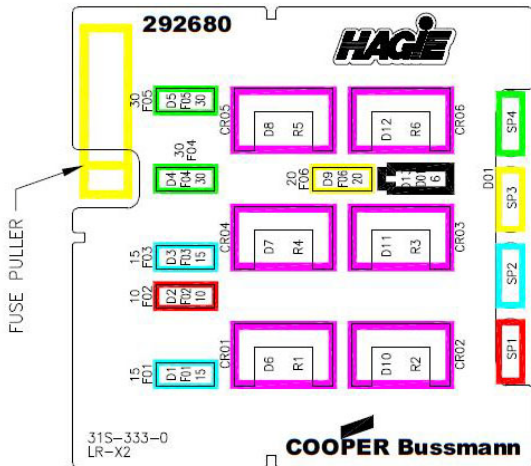 292680
HAGIE
FUSE PULLER
30
F05
D5
F05
30
CR05
D8
R5
D12
R6
CR06
SP4
30
F04
D4
F04
30
20
F06
D9
F06
20
6
D01
SP3
15
F03
D3
F03
15
CR04
D7
R4
D11
R3
CR03
SP2
10
F02
D2
F02
10
15
F01
D1
F01
15
CR01
D6
R1
D10
R2
CR02
SP1
31S-333-0
LR-X2
COOPER Bussmann